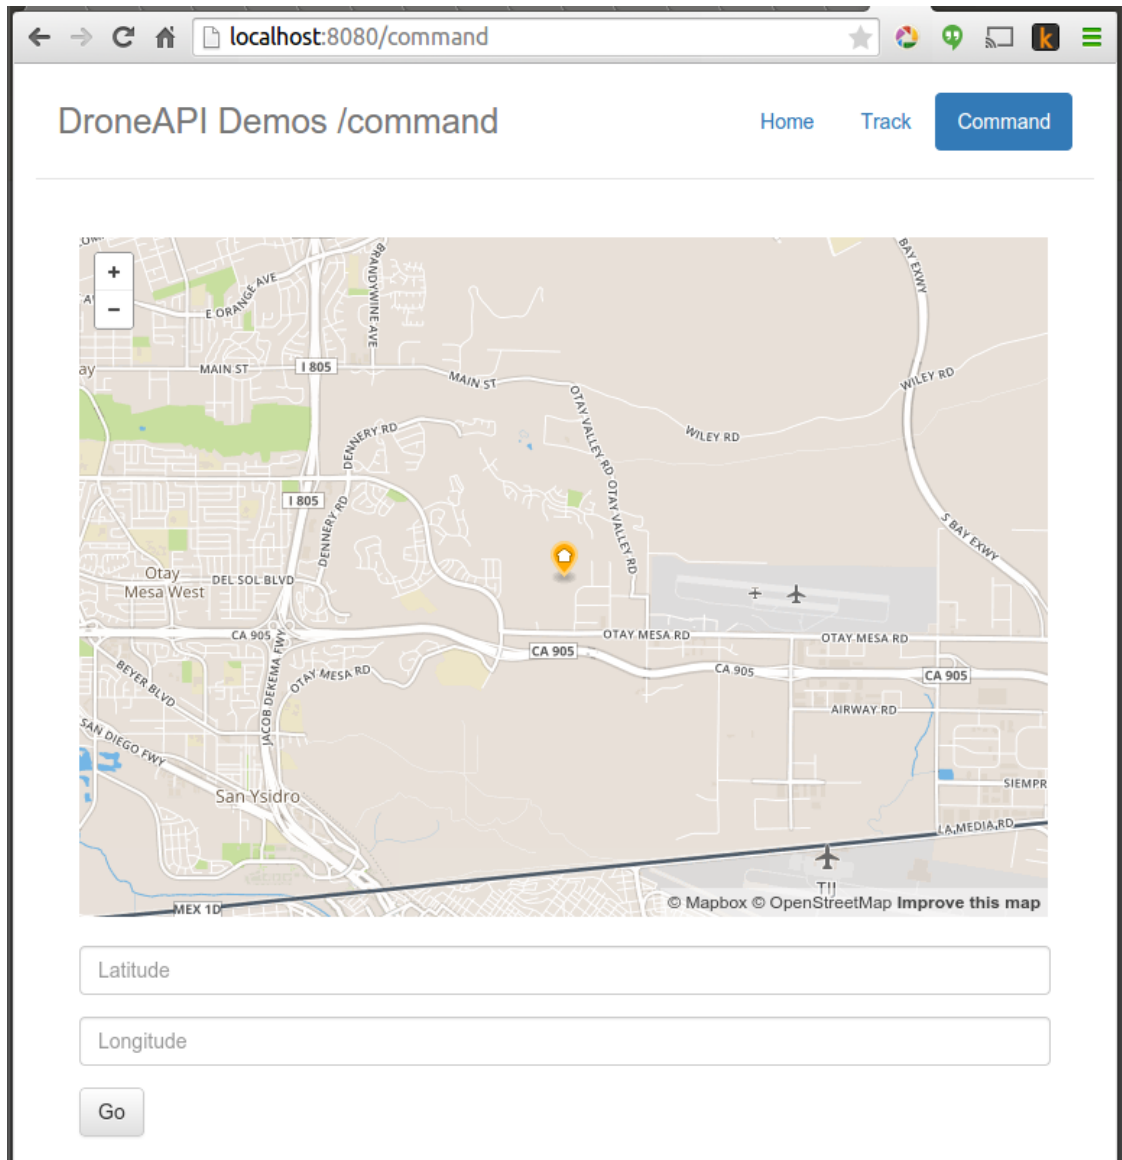 localhost:8080/command
DroneAPI Demos /command
Home
Track
Command
+
−
E ORANGE AVE
BRANDYWINE AVE
BAY EXWY
MAIN ST
I 805
MAIN ST
OTAY VALLEY RD
OTAY VALLEY RD
WILEY RD
WILEY RD
DENNERY RD
I 805
DENNERY RD
S BAY EXWY
Otay
Mesa West
DEL SOL BLVD
CA 905
OTAY MESA RD
OTAY MESA RD
CA 905
CA 905
CA 905
BEYER BLVD
JACOB DEKEMA FWY
OTAY MESA RD
AIRWAY RD
SAN DIEGO FWY
San Ysidro
SIEMPR
LA MEDIA RD
TIJ
MEX 1D
© Mapbox © OpenStreetMap Improve this map
Latitude
Longitude
Go